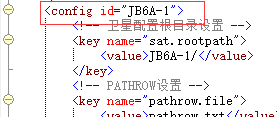 <config id="JB6A-1">
<!-- 卫星配置根目录设置 -->
<key name="sat.rootpath">
<value>JB6A-1/</value>
</key>
<!-- PATHROW设置 -->
<key name="pathrow.file">
<value>pathrow.txt</value>